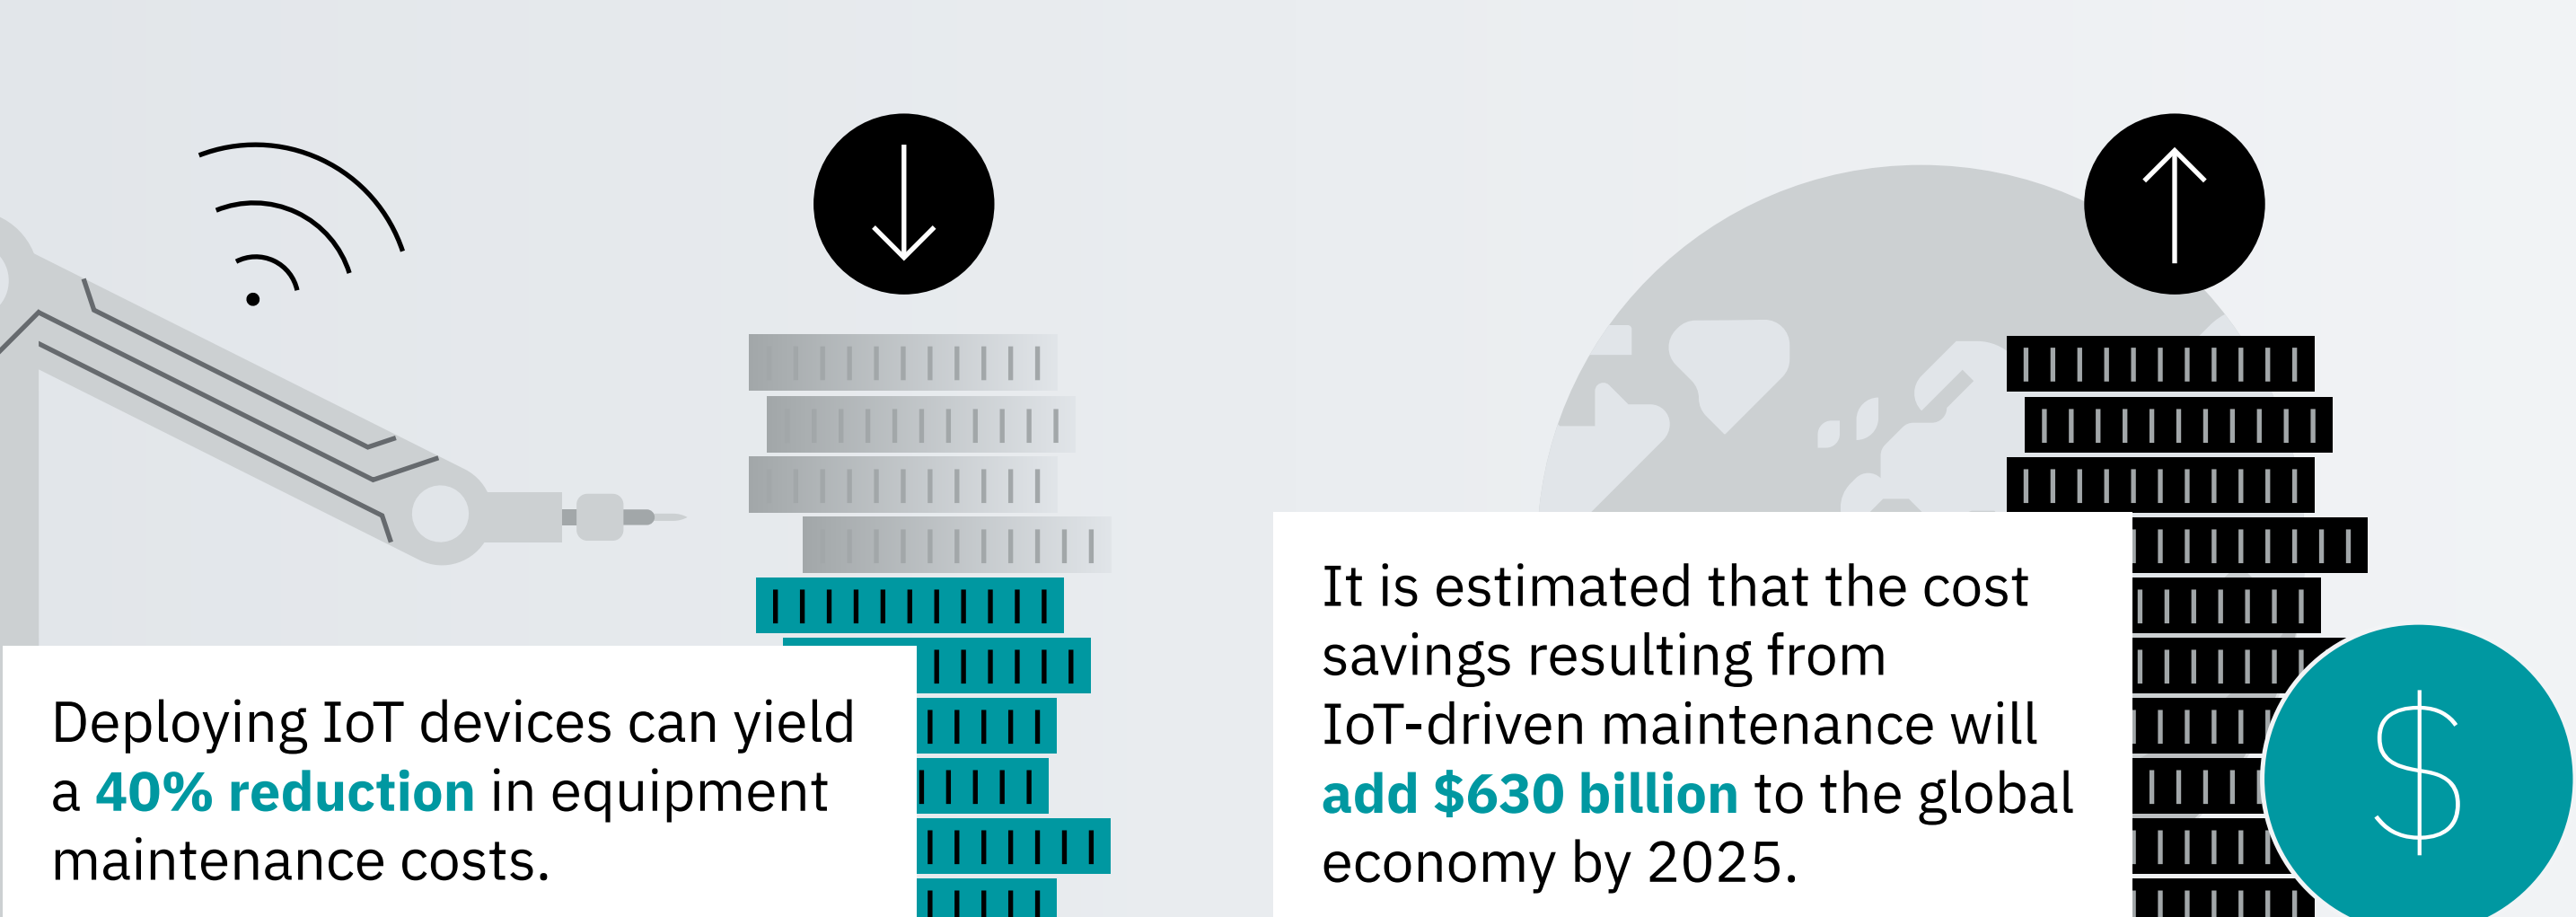 Deploying IoT devices can yield
a 40% reduction in equipment
maintenance costs.
It is estimated that the cost
savings resulting from
IoT-driven maintenance will
add $630 billion to the global
economy by 2025.
$